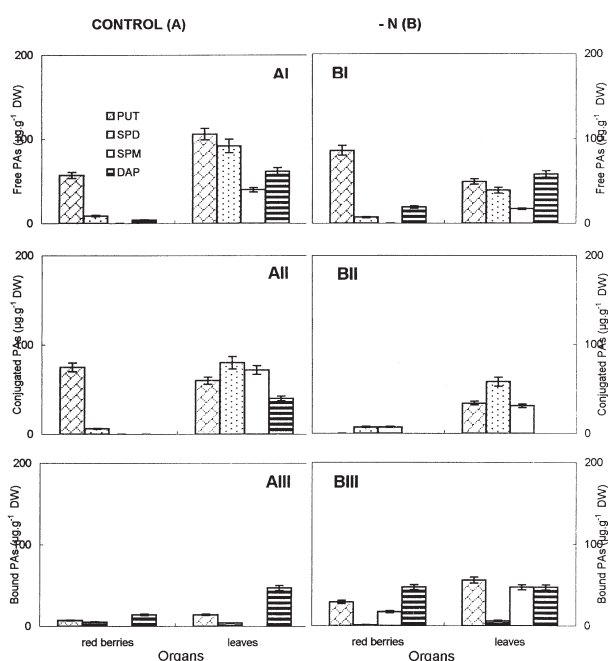 CONTROL (A)
- N (B)
200
100
0
Free PAs (µg.g⁻¹ DW)
AI
PUT
SPD
SPM
DAP
BI
200
100
0
Free PAs (µg.g⁻¹ DW)
200
100
0
Conjugated PAs (µg.g⁻¹ DW)
AII
BII
200
100
0
Conjugated PAs (µg.g⁻¹ DW)
200
100
0
Bound PAs (µg.g⁻¹ DW)
AIII
BIII
200
100
0
Bound PAs (µg.g⁻¹ DW)
red berries leaves
red berries leaves
Organs
Organs